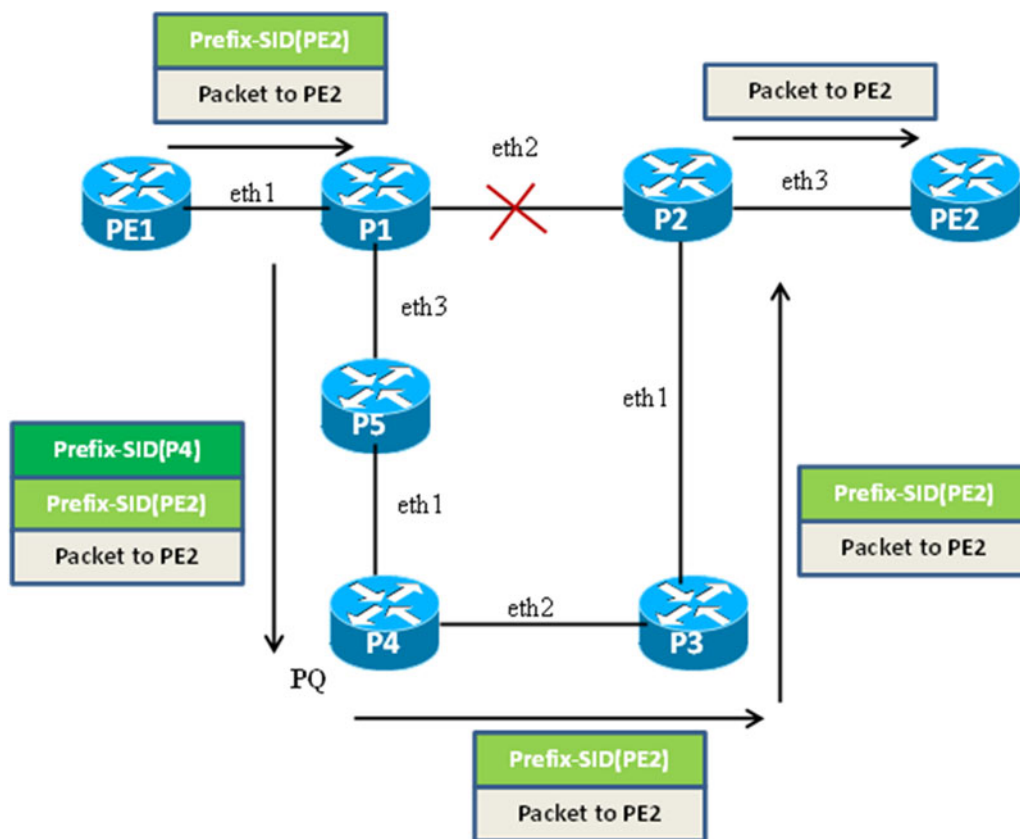 Prefix-SID(PE2)
Packet to PE2
Packet to PE2
eth2
eth1
eth3
PE1
P1
P2
PE2
eth3
P5
eth1
Prefix-SID(P4)
Prefix-SID(PE2)
Packet to PE2
Prefix-SID(PE2)
Packet to PE2
eth1
eth2
P4
P3
PQ
Prefix-SID(PE2)
Packet to PE2